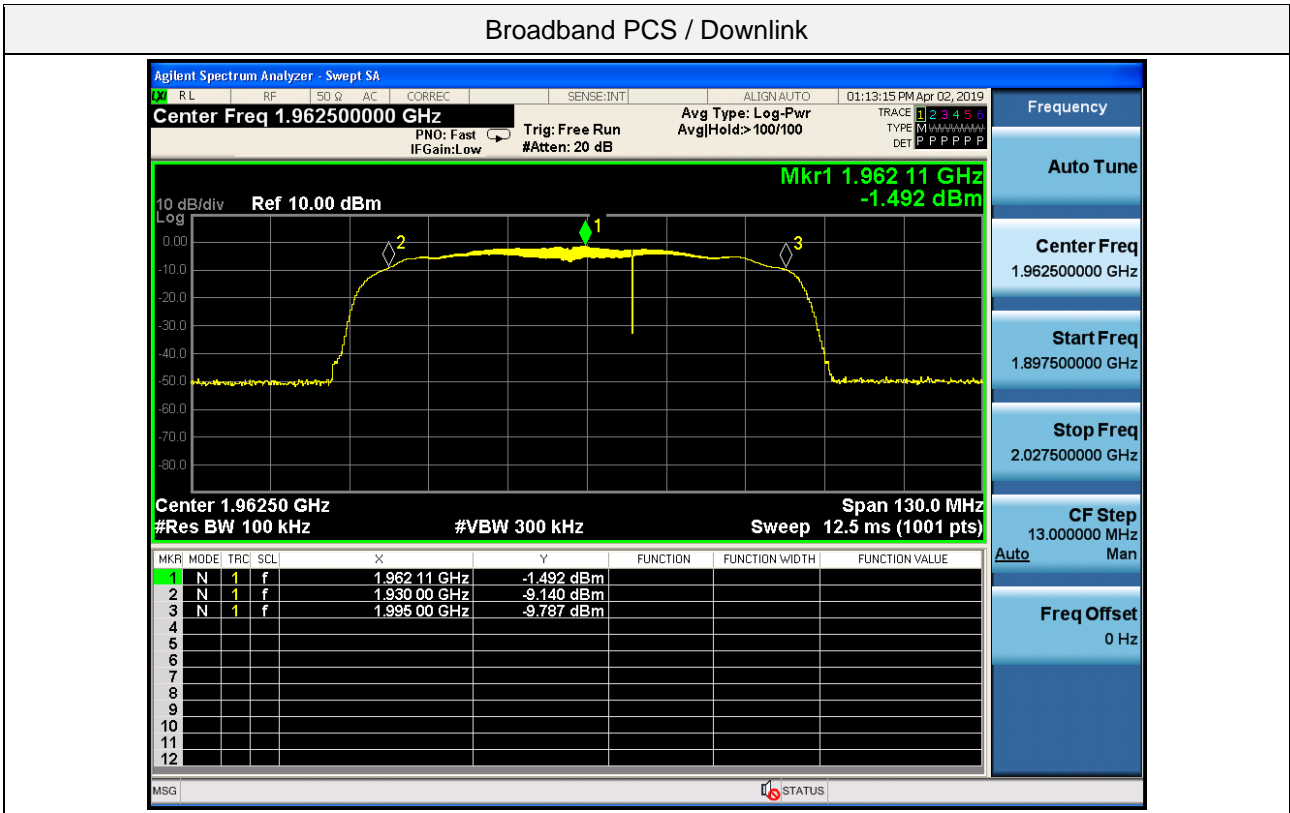 Broadband PCS / Downlink
Agilent Spectrum Analyzer - Swept SA
LXI RL RF 50 Ω AC CORREC SENSE:INT ALIGN AUTO 01:13:15 PM Apr 02, 2019
Center Freq 1.962500000 GHz
PNO: Fast
IFGain:Low
Trig: Free Run
#Atten: 20 dB
Avg Type: Log-Pwr
Avg|Hold:> 100/100
TRACE 1 2 3 4 5 6
TYPE M
DET P P P P P P
Mkr1 1.962 11 GHz
-1.492 dBm
10 dB/div Ref 10.00 dBm
Log
0.00
-10.0
-20.0
-30.0
-40.0
-50.0
-60.0
-70.0
-80.0
1
2
3
Center 1.96250 GHz Span 130.0 MHz
#Res BW 100 kHz #VBW 300 kHz Sweep 12.5 ms (1001 pts)
MKR MODE TRC SCL X Y FUNCTION FUNCTION WIDTH FUNCTION VALUE
1 N 1 f 1.962 11 GHz -1.492 dBm
2 N 1 f 1.930 00 GHz -9.140 dBm
3 N 1 f 1.995 00 GHz -9.787 dBm
4
5
6
7
8
9
10
11
12
MSG STATUS
Frequency
Auto Tune
Center Freq
1.962500000 GHz
Start Freq
1.897500000 GHz
Stop Freq
2.027500000 GHz
CF Step
13.000000 MHz
Auto Man
Freq Offset
0 Hz